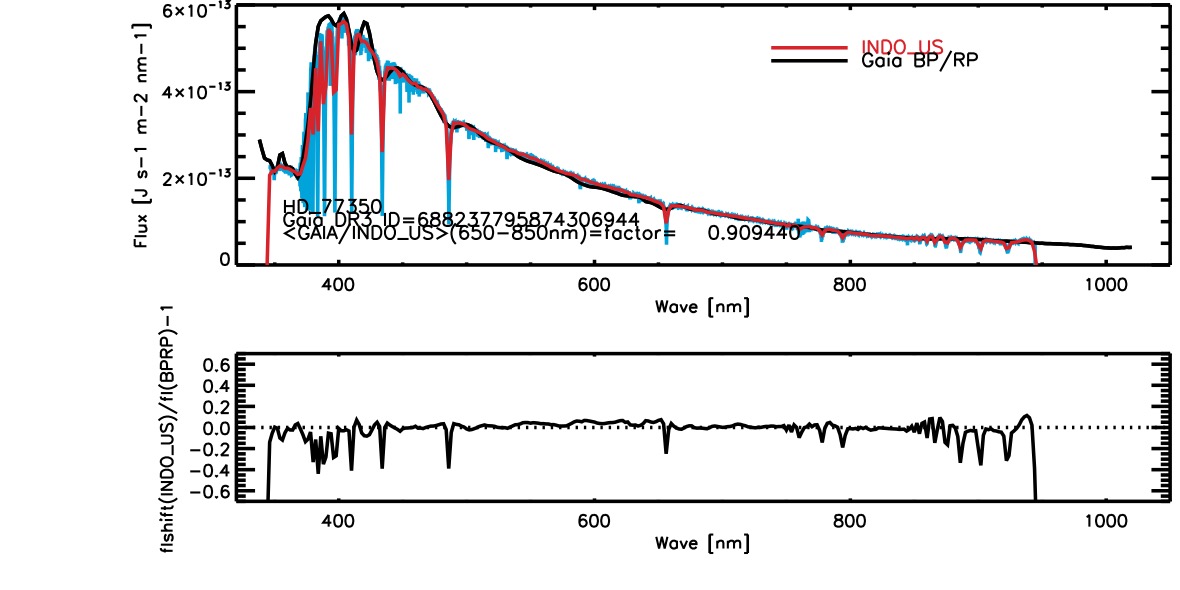 6×10−13
4×10−13
2×10−13
0
Flux [J s−1 m−2 nm−1]
INDO_US
Gaia BP/RP
HD_77350
Gaia DR3 ID=688237795874306944
<GAIA/INDO_US>(650−850nm)=factor= 0.909440
400 600 800 1000
Wave [nm]
flshift(INDO_US)/fl(BPRP)−1
0.6
0.4
0.2
0.0
−0.2
−0.4
−0.6
400 600 800 1000
Wave [nm]